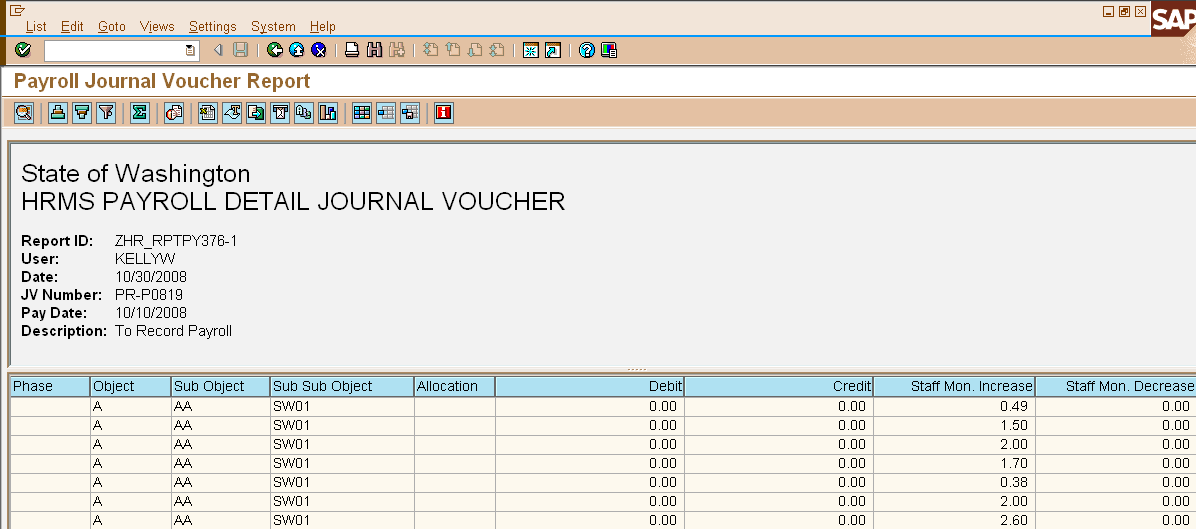 List Edit Goto Views Settings System Help
SAP
Payroll Journal Voucher Report
State of Washington
HRMS PAYROLL DETAIL JOURNAL VOUCHER
Report ID: ZHR_RPTPY376-1
User: KELLYW
Date: 10/30/2008
JV Number: PR-P0819
Pay Date: 10/10/2008
Description: To Record Payroll
Phase Object Sub Object Sub Sub Object Allocation Debit Credit Staff Mon. Increase Staff Mon. Decrease
A AA SW01 0.00 0.00 0.49 0.00
A AA SW01 0.00 0.00 1.50 0.00
A AA SW01 0.00 0.00 2.00 0.00
A AA SW01 0.00 0.00 1.70 0.00
A AA SW01 0.00 0.00 0.38 0.00
A AA SW01 0.00 0.00 2.00 0.00
A AA SW01 0.00 0.00 2.60 0.00